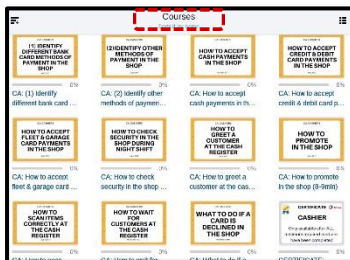 Courses
(1) IDENTIFY
DIFFERENT BANK
CARD METHODS OF
PAYMENT IN THE
SHOP
0%
CA: (1) Identify
different bank card ...
(2) IDENTIFY OTHER
METHODS OF
PAYMENT IN THE
SHOP
0%
CA: (2) Identify other
methods of paymen...
HOW TO ACCEPT
CASH PAYMENTS
IN THE SHOP
0%
CA: How to accept
cash payments in th...
HOW TO ACCEPT
CREDIT & DEBIT
CARD PAYMENTS
IN THE SHOP
0%
CA: How to accept
credit & debit card p...
HOW TO ACCEPT
FLEET & GARAGE
CARD PAYMENTS
IN THE SHOP
0%
CA: How to accept
fleet & garage card ...
HOW TO CHECK
SECURITY IN THE
SHOP DURING
NIGHT SHIFT
0%
CA: How to check
security in the shop ...
HOW TO
GREET A
CUSTOMER
AT THE CASH
REGISTER
0%
CA: How to greet a
customer at the cas...
HOW TO
PROMOTE
IN THE SHOP
0%
CA: How to promote
in the shop (8-9min)
HOW TO
SCAN ITEMS
CORRECTLY AT
THE CASH
REGISTER
0%
HOW TO WAIT
FOR
CUSTOMERS AT
THE CASH
REGISTER
0%
WHAT TO DO IF A
CARD IS
DECLINED IN
THE SHOP
0%
CASHIER
have been completed
0%